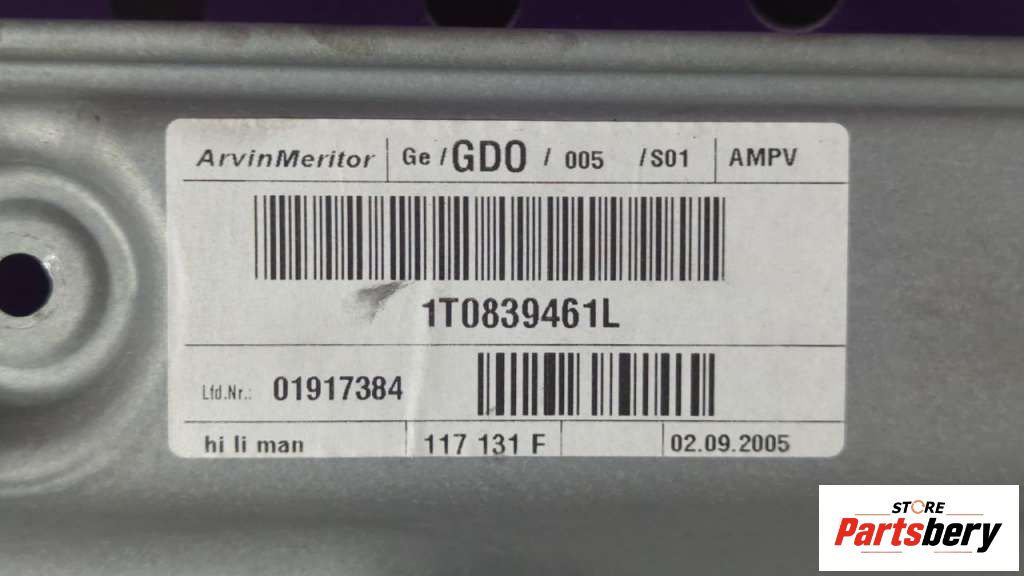 ArvinMeritor Ge / GDO / 005 / S01 AMPV
1T0839461L
Lfd.Nr.: 01917384
hi li man 117 131 F 02.09.2005
STORE
Partsbery